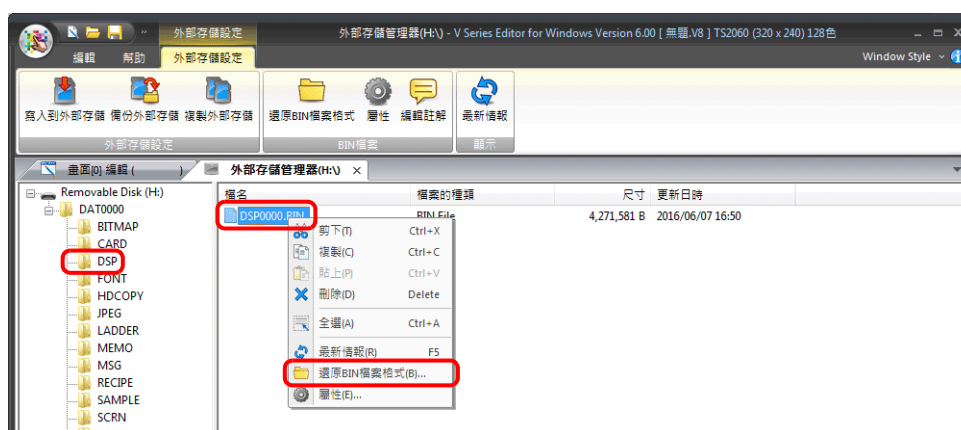 外部存儲設定 外部存儲管理器(H:\) - V Series Editor for Windows Version 6.00 [ 無題.V8 ] TS2060 (320 x 240) 128色
編輯 幫助 外部存儲設定 Window Style
寫入到外部存儲 備份外部存儲 複製外部存儲 還原BIN檔案格式 屬性 編輯註解 最新情報
外部存儲設定 BIN檔案 顯示
畫面[0] 編輯 ( ) 外部存儲管理器(H:\) ×
Removable Disk (H:) 檔名 檔案的種類 尺寸 更新日時
DAT0000 DSP0000.BIN BIN File 4,271,581 B 2016/06/07 16:50
BITMAP 剪下(T) Ctrl+X
CARD 複製(C) Ctrl+C
DSP 貼上(P) Ctrl+V
FONT
HDCOPY 刪除(D) Delete
JPEG
LADDER 全選(A) Ctrl+A
MEMO 最新情報(R) F5
MSG
RECIPE 還原BIN檔案格式(B)...
SAMPLE 屬性(E)...
SCRN